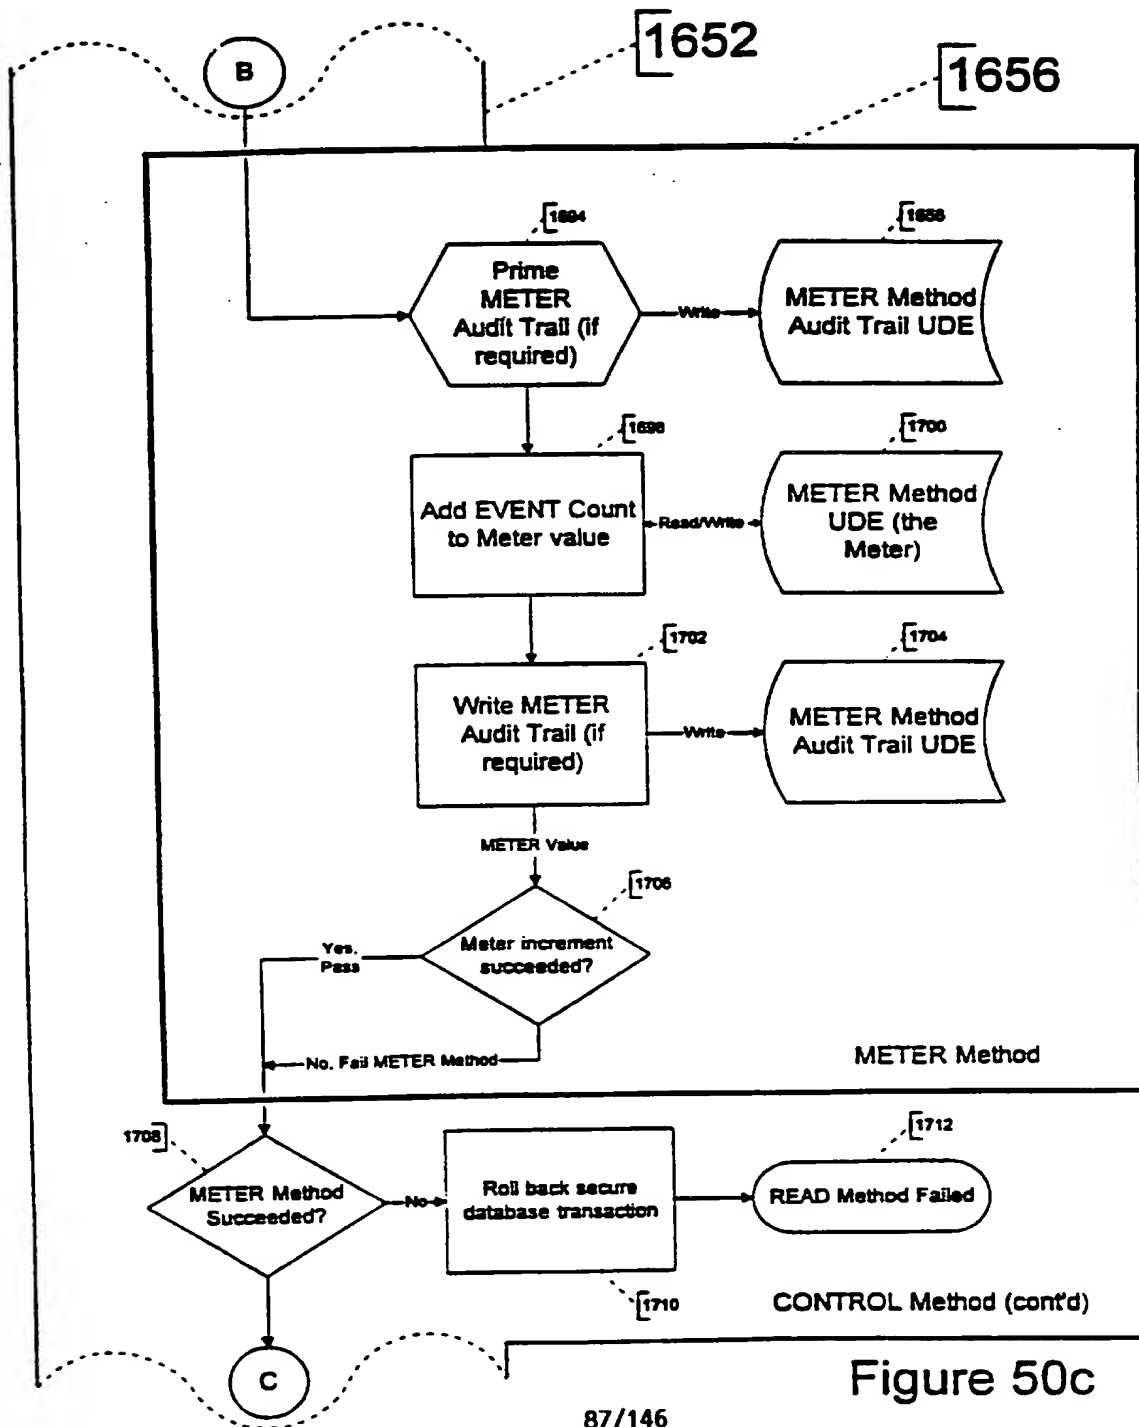 B
1652
1656
1694
Prime
METER
Audit Trail (if
required)
Write
METER Method
Audit Trail UDE
1698
Add EVENT Count
to Meter value
Read/Write
1700
METER Method
UDE (the
Meter)
1702
Write METER
Audit Trail (if
required)
Write
1704
METER Method
Audit Trail UDE
METER Value
1706
Meter increment
succeeded?
Yes.
Pass
No. Fail METER Method
METER Method
1708
METER Method
Succeeded?
No
Roll back secure
database transaction
1710
1712
READ Method Failed
CONTROL Method (cont'd)
C
Figure 50c
87/146